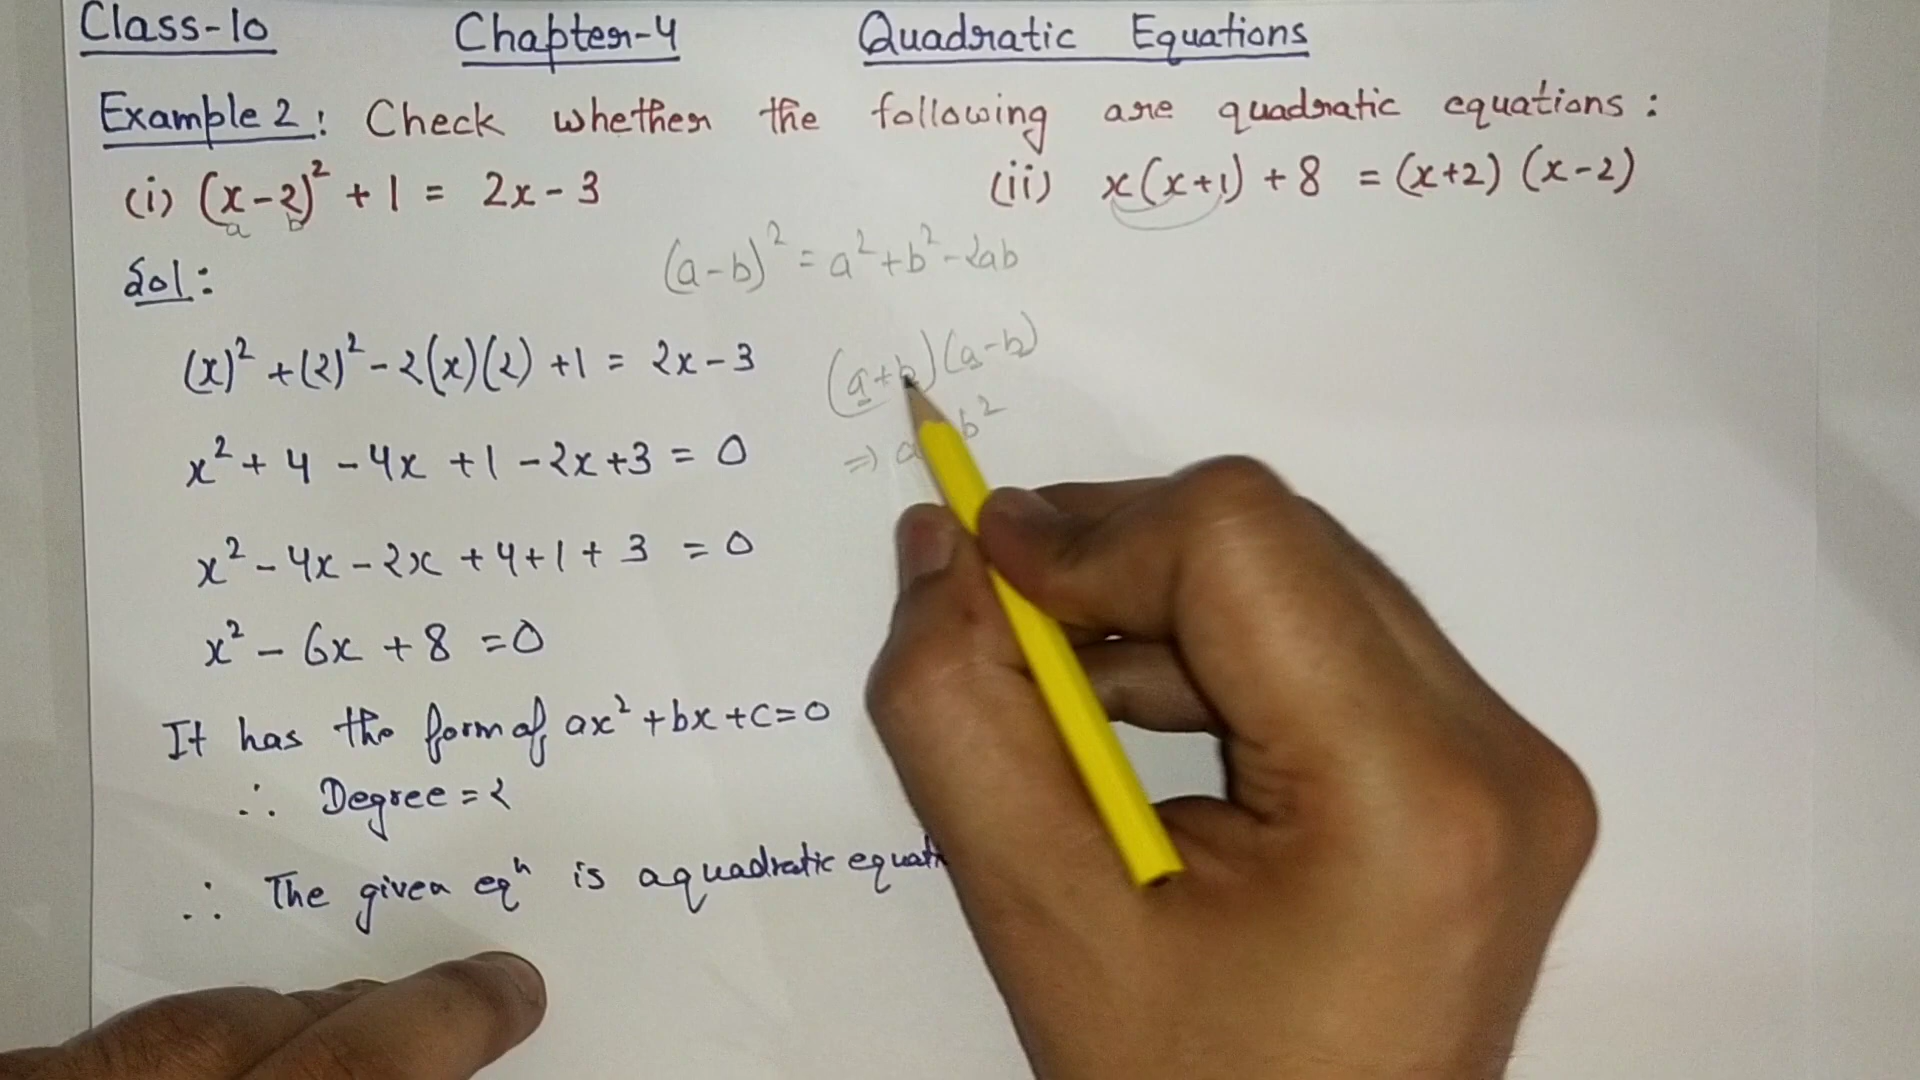 Class-10 Chapter-4 Quadratic Equations
Example 2: Check whether the following are quadratic equations:
(i) (x-2)² + 1 = 2x - 3 (ii) x(x+1) + 8 = (x+2) (x-2)
a b
Sol:
(a-b)² = a²+b²-2ab
(x)² + (2)² - 2(x)(2) + 1 = 2x - 3
(a+b)(a-b)
x² + 4 - 4x + 1 - 2x + 3 = 0
⇒ a b²
x² - 4x - 2x + 4 + 1 + 3 = 0
x² - 6x + 8 = 0
It has the form of ax² + bx + c = 0
∴ Degree = 2
∴ The given eqⁿ is a quadratic equati